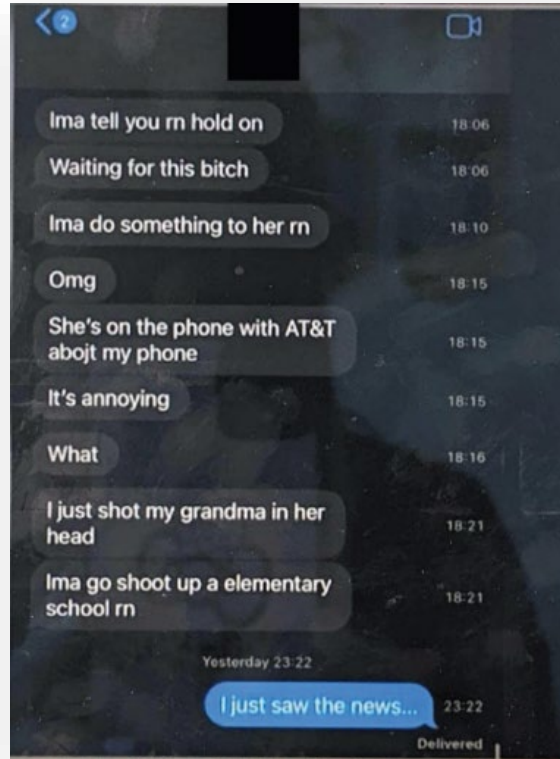 2
Ima tell you rn hold on 18:06
Waiting for this bitch 18:06
Ima do something to her rn 18:10
Omg 18:15
She's on the phone with AT&T
abojt my phone 18:15
It's annoying 18:15
What 18:16
I just shot my grandma in her
head 18:21
Ima go shoot up a elementary
school rn 18:21
Yesterday 23:22
I just saw the news... 23:22
Delivered